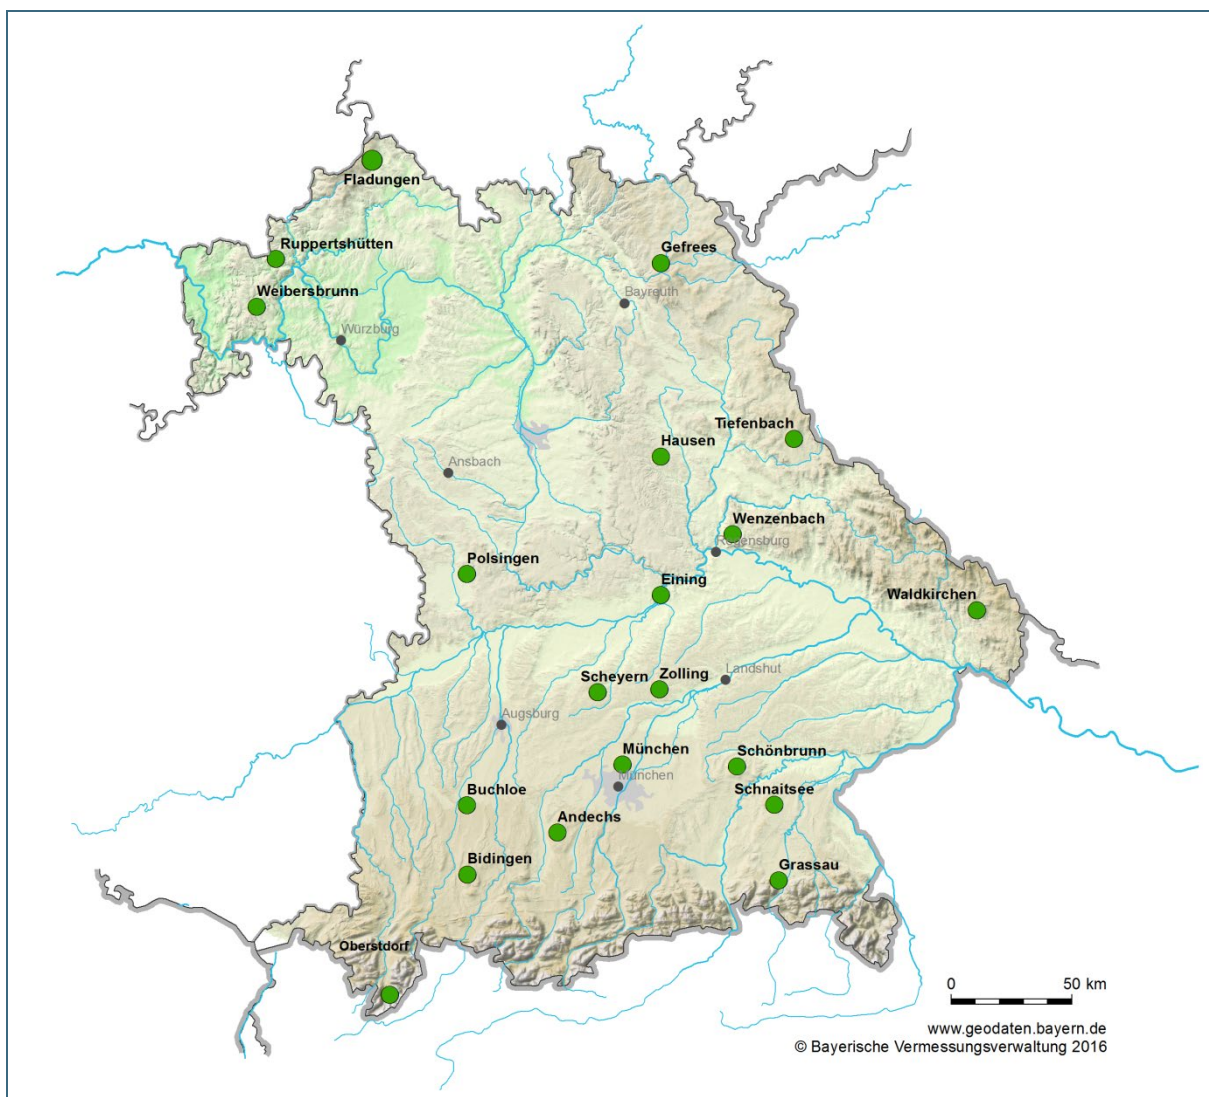 Fladungen
Ruppertshütten
Gefrees
Weibersbrunn
Bayreuth
Würzburg
Tiefenbach
Hausen
Ansbach
Wenzenbach
Regensburg
Polsingen
Eining
Waldkirchen
Scheyern
Zolling
Landshut
Augsburg
München
Schönbrunn
München
Buchloe
Schnaitsee
Andechs
Bidingen
Grassau
Oberstdorf
0 50 km
www.geodaten.bayern.de
© Bayerische Vermessungsverwaltung 2016